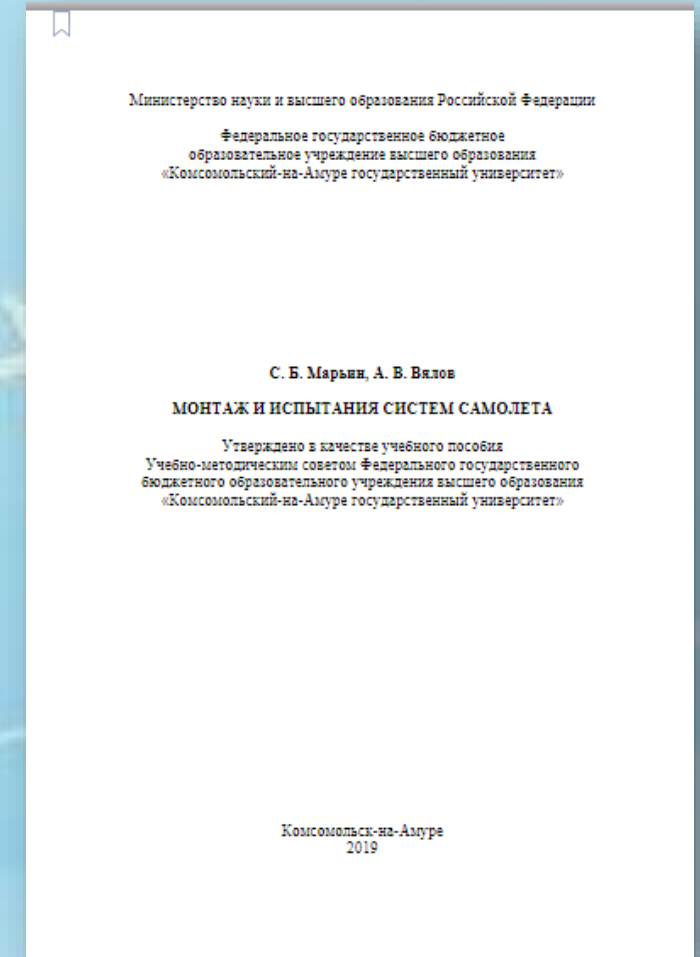 Министерство науки и высшего образования Российской Федерации
Федеральное государственное бюджетное
образовательное учреждение высшего образования
«Комсомольский-на-Амуре государственный университет»
С. Б. Марьин, А. В. Вялов
МОНТАЖ И ИСПЫТАНИЯ СИСТЕМ САМОЛЕТА
Утверждено в качестве учебного пособия
Учебно-методическим советом Федерального государственного
бюджетного образовательного учреждения высшего образования
«Комсомольский-на-Амуре государственный университет»
Комсомольск-на-Амуре
2019